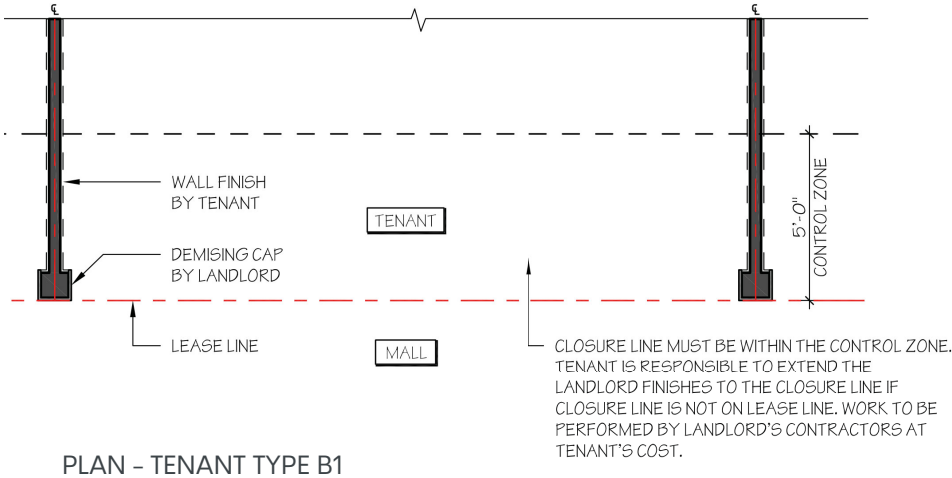 ℄
℄
WALL FINISH
BY TENANT
TENANT
5'-0"
CONTROL ZONE
DEMISING CAP
BY LANDLORD
LEASE LINE
MALL
CLOSURE LINE MUST BE WITHIN THE CONTROL ZONE.
TENANT IS RESPONSIBLE TO EXTEND THE
LANDLORD FINISHES TO THE CLOSURE LINE IF
CLOSURE LINE IS NOT ON LEASE LINE. WORK TO BE
PERFORMED BY LANDLORD'S CONTRACTORS AT
TENANT'S COST.
PLAN – TENANT TYPE B1